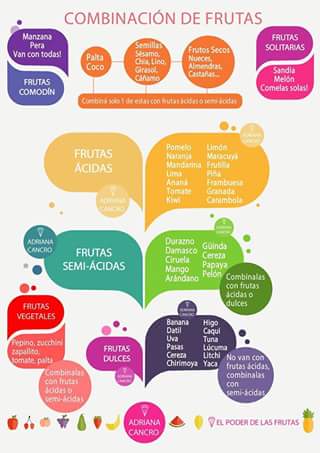 COMBINACIÓN DE FRUTAS
Manzana
Pera
Van con todas!
FRUTAS
COMODÍN
Palta
Coco
Semillas
Sésamo,
Chia, Lino,
Girasol,
Cáñamo
Frutos Secos
Nueces,
Almendras,
Castañas...
Combiná solo 1 de estas con frutas ácidas o semi-ácidas
FRUTAS
SOLITARIAS
Sandia
Melón
Comelas solas!
FRUTAS
ÁCIDAS
ADRIANA
CANCRO
Pomelo
Naranja
Mandarina
Lima
Ananá
Tomate
Kiwi
Limón
Maracuyá
Frutilla
Piña
Frambuesa
Granada
Carambola
ADRIANA
CANCRO
ADRIANA
CANCRO
FRUTAS
SEMI-ÁCIDAS
Durazno
Damasco
Ciruela
Mango
Arándano
Güinda
Cereza
Papaya
Pelón
ADRIANA
CANCRO
Combinalas
con frutas
ácidas o
dulces
FRUTAS
VEGETALES
Pepino, zucchini
zapallito,
tomate, palta
Combínalas
con frutas
ácidas o
semi-ácidas
ADRIANA
CANCRO
FRUTAS
DULCES
Banana
Datil
Uva
Pasas
Cereza
Chirimoya
Higo
Caqui
Tuna
Lúcuma
Litchi
Yaca
ADRIANA
CANCRO
No van con
frutas ácidas,
combinalas
con
semi-ácidas
ADRIANA
CANCRO
EL PODER DE LAS FRUTAS